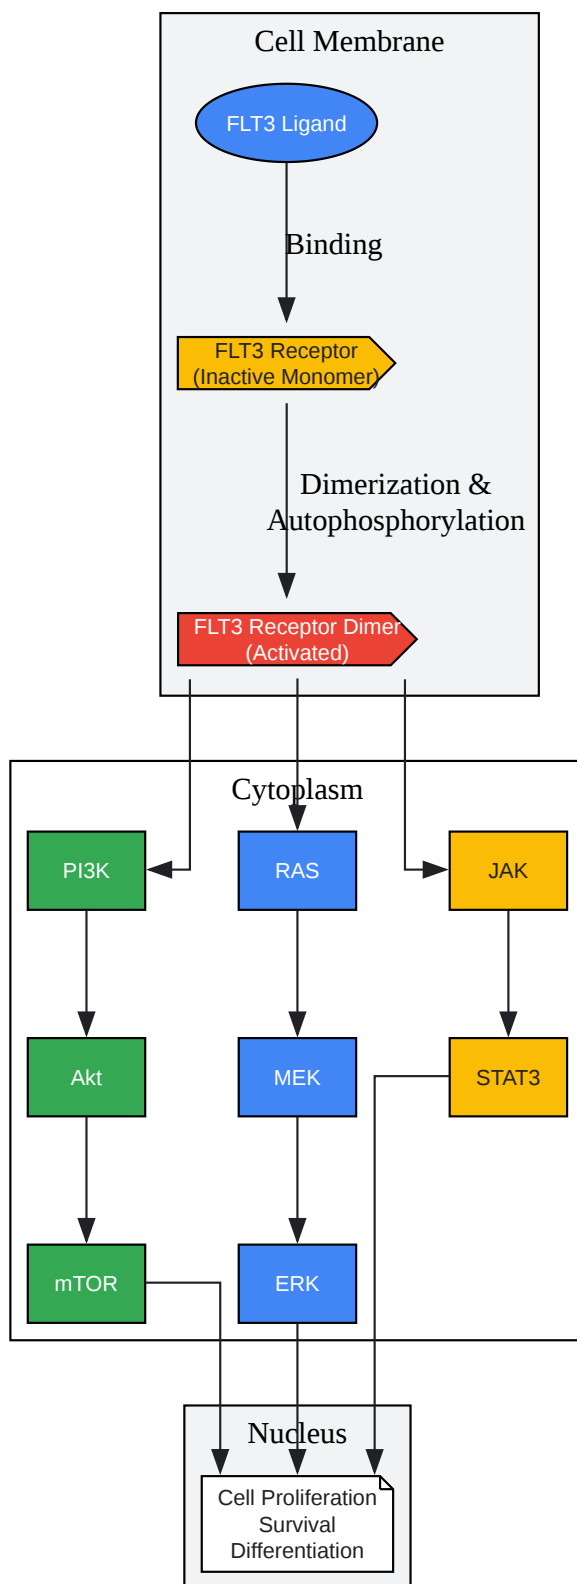 Cell Membrane
FLT3 Ligand
Binding
FLT3 Receptor
(Inactive Monomer)
Dimerization &
Autophosphorylation
FLT3 Receptor Dimer
(Activated)
Cytoplasm
PI3K
RAS
JAK
Akt
MEK
STAT3
mTOR
ERK
Nucleus
Cell Proliferation
Survival
Differentiation